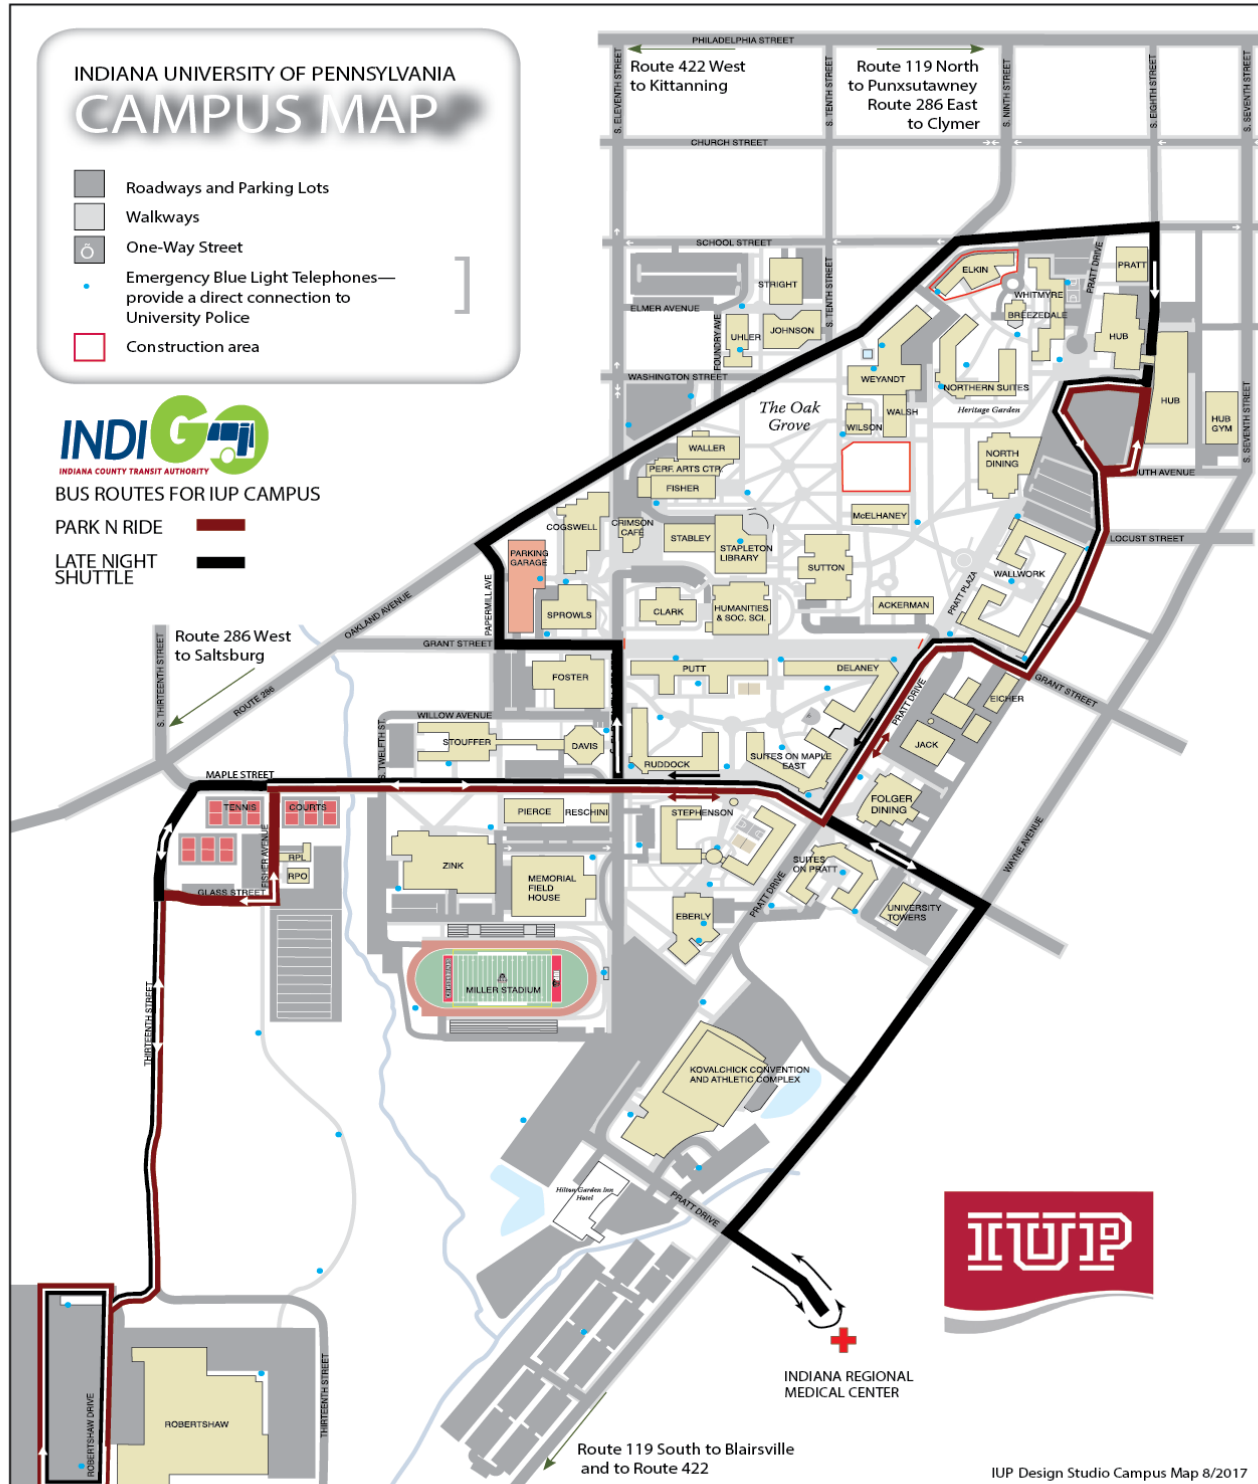 INDIANA UNIVERSITY OF PENNSYLVANIA
CAMPUS MAP
Roadways and Parking Lots
Walkways
One-Way Street
Emergency Blue Light Telephones—
provide a direct connection to
University Police
Construction area
INDIGO
INDIANA COUNTY TRANSIT AUTHORITY
BUS ROUTES FOR IUP CAMPUS
PARK N RIDE
LATE NIGHT
SHUTTLE
PHILADELPHIA STREET
Route 422 West
to Kittanning
Route 119 North
to Punxsutawney
Route 286 East
to Clymer
S. ELEVENTH STREET
S. TENTH STREET
S. NINTH STREET
S. EIGHTH STREET
S. SEVENTH STREET
CHURCH STREET
SCHOOL STREET
STRIGHT
S. TENTH STREET
ELMER AVENUE
FOUNDRY AVE
UHLER
JOHNSON
WASHINGTON STREET
ELKIN
WHITMYRE
BREEZEDALE
PRATT DRIVE
PRATT
HUB
HUB
HUB
GYM
S. SEVENTH STREET
WEYANDT
NORTHERN SUITES
Heritage Garden
The Oak
Grove
WILSON
WALSH
WALLER
PERF. ARTS CTR.
FISHER
NORTH
DINING
OUTH AVENUE
McELHANEY
COGSWELL
CRIMSON
CAFE
STABLEY
STAPLETON
LIBRARY
SUTTON
LOCUST STREET
WALLWORK
PARKING
GARAGE
PAPERMILL AVE
SPROWLS
CLARK
HUMANITIES
& SOC. SCI.
ACKERMAN
PRATT PLAZA
OAKLAND AVENUE
GRANT STREET
Route 286 West
to Saltsburg
S. THIRTEENTH STREET
ROUTE 286
FOSTER
PUTT
DELANEY
GRANT STREET
EICHER
PRATT DRIVE
JACK
WILLOW AVENUE
S. TWELFTH ST.
STOUFFER
DAVIS
RUDDOCK
SUITES ON MAPLE
EAST
MAPLE STREET
TENNIS
COURTS
PIERCE
RESCHINI
STEPHENSON
FOLGER
DINING
WAYNE AVENUE
FISHER AVENUE
RPL
RPO
GLASS STREET
ZINK
MEMORIAL
FIELD
HOUSE
SUITES
ON PRATT
PRATT DRIVE
EBERLY
UNIVERSITY
TOWERS
MILLER STADIUM
THIRTEENTH STREET
KOVALCHICK CONVENTION
AND ATHLETIC COMPLEX
Hilton Garden Inn
Hotel
PRATT DRIVE
IUP
INDIANA REGIONAL
MEDICAL CENTER
ROBERTSHAW DRIVE
ROBERTSHAW
THIRTEENTH STREET
Route 119 South to Blairsville
and to Route 422
IUP Design Studio Campus Map 8/2017